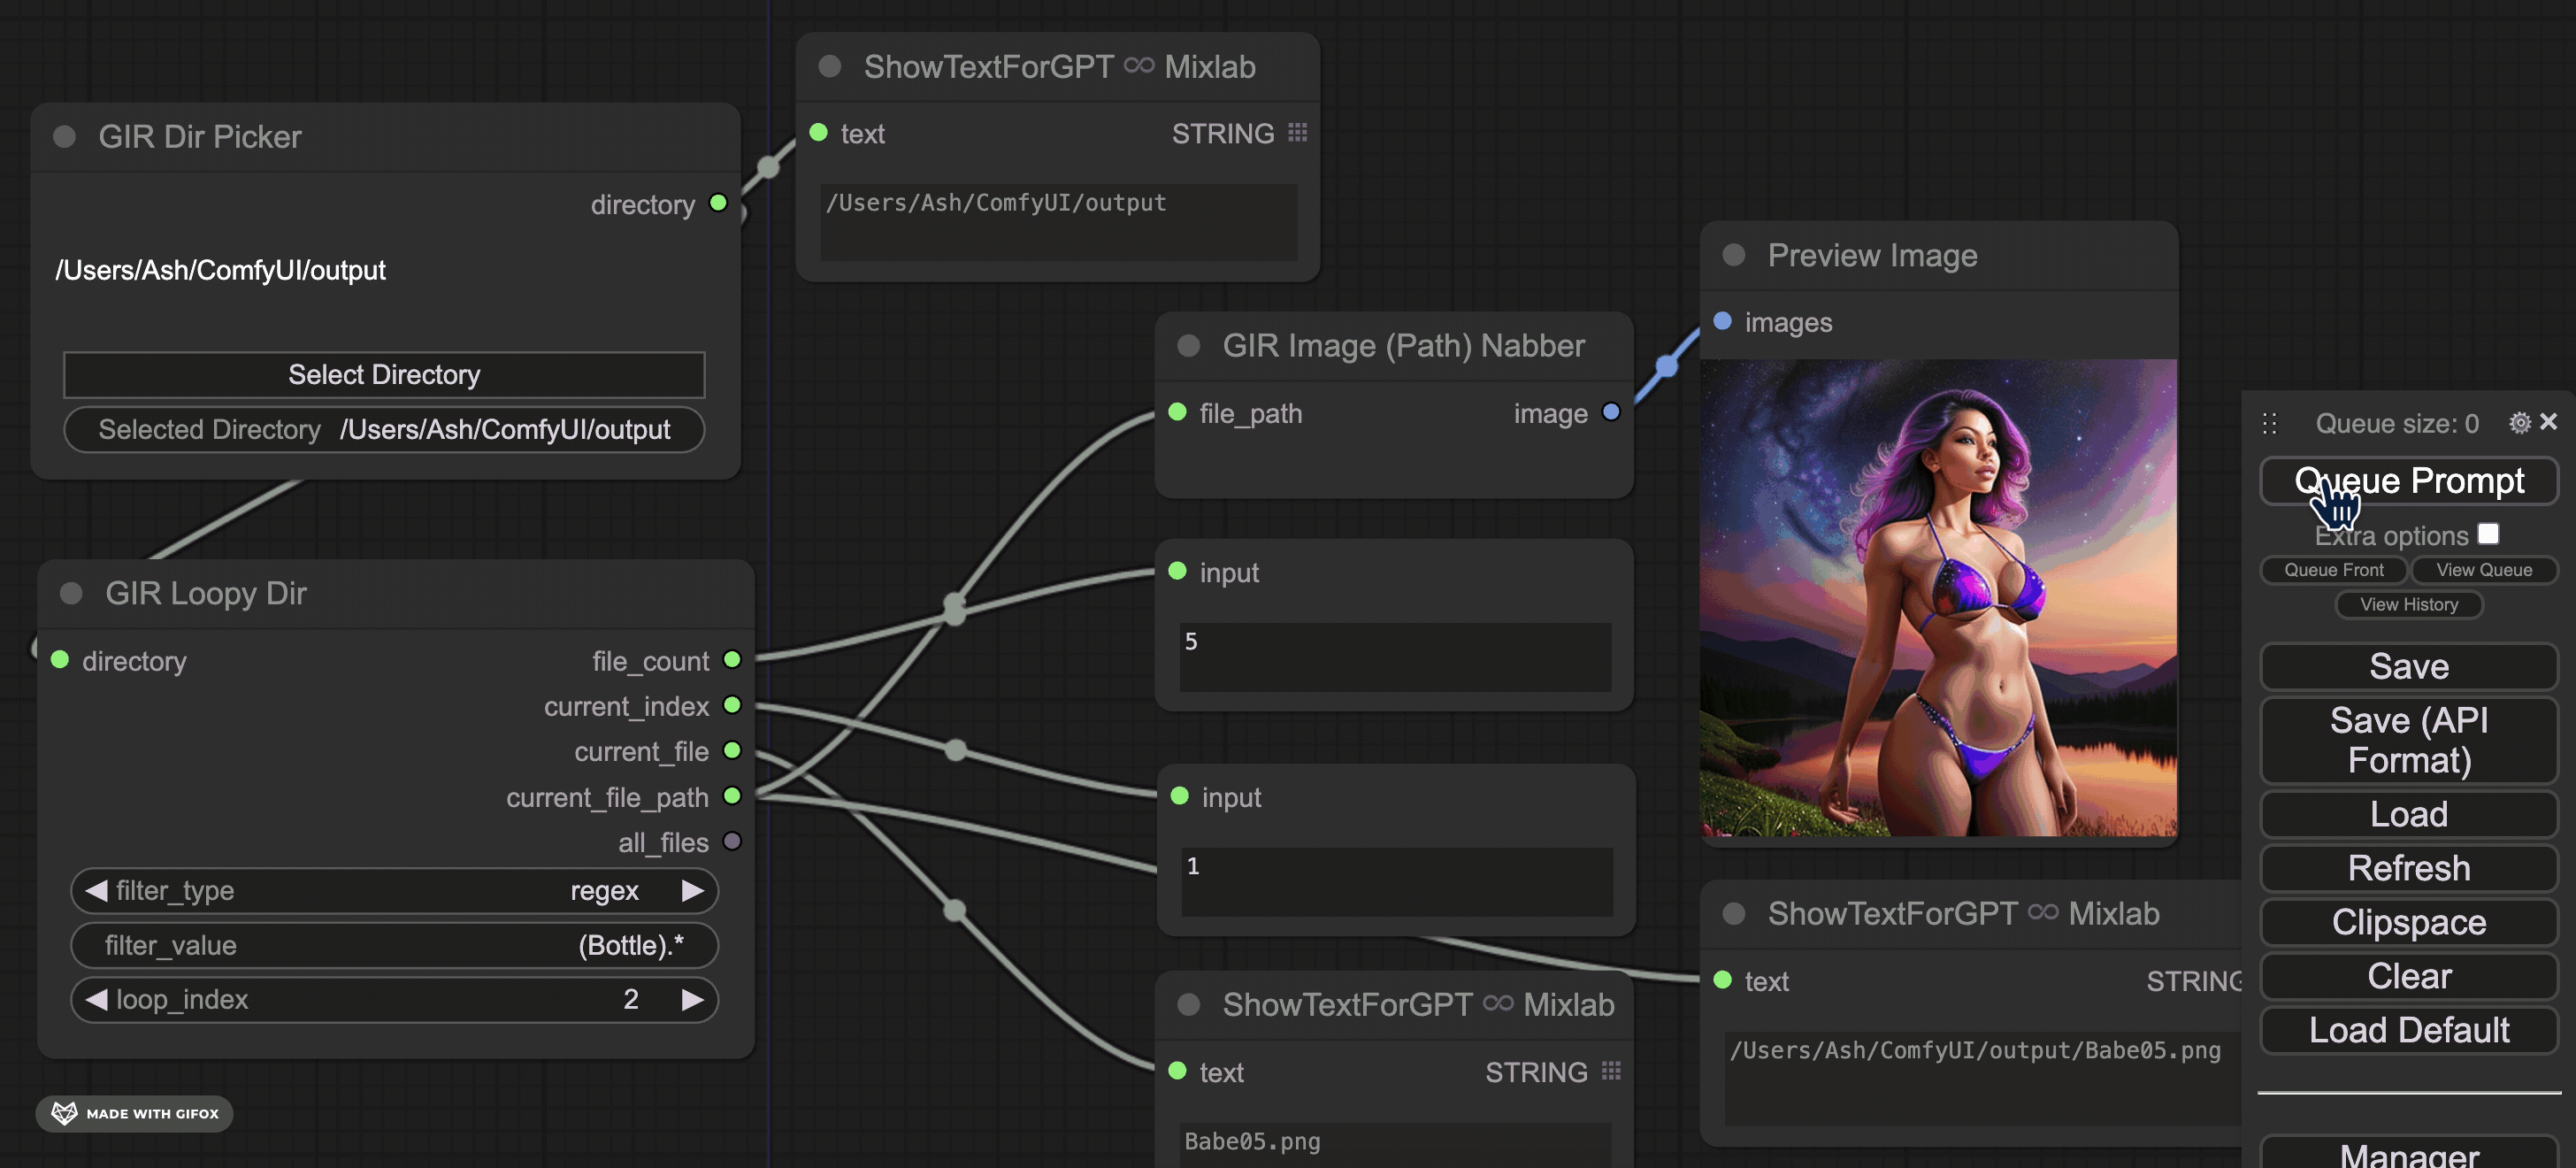 ShowTextForGPT ∞ Mixlab
text
STRING
/Users/Ash/ComfyUI/output
GIR Dir Picker
directory
/Users/Ash/ComfyUI/output
Select Directory
Selected Directory /Users/Ash/ComfyUI/output
GIR Loopy Dir
directory
file_count
current_index
current_file
current_file_path
all_files
filter_type regex
filter_value (Bottle).*
loop_index 2
MADE WITH GIFOX
GIR Image (Path) Nabber
file_path
image
input
5
input
1
ShowTextForGPT ∞ Mixlab
text
STRING
Babe05.png
Preview Image
images
ShowTextForGPT ∞ Mixlab
text
STRING
/Users/Ash/ComfyUI/output/Babe05.png
Queue size: 0
Queue Prompt
Extra options
Queue Front
View Queue
View History
Save
Save (API
Format)
Load
Refresh
Clipspace
Clear
Load Default
Manager